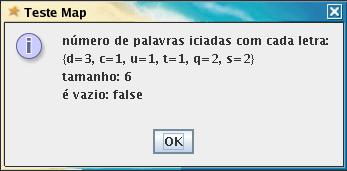 Teste Map
número de palavras iciadas com cada letra:
{d=3, c=1, u=1, t=1, q=2, s=2}
tamanho: 6
é vazio: false
OK